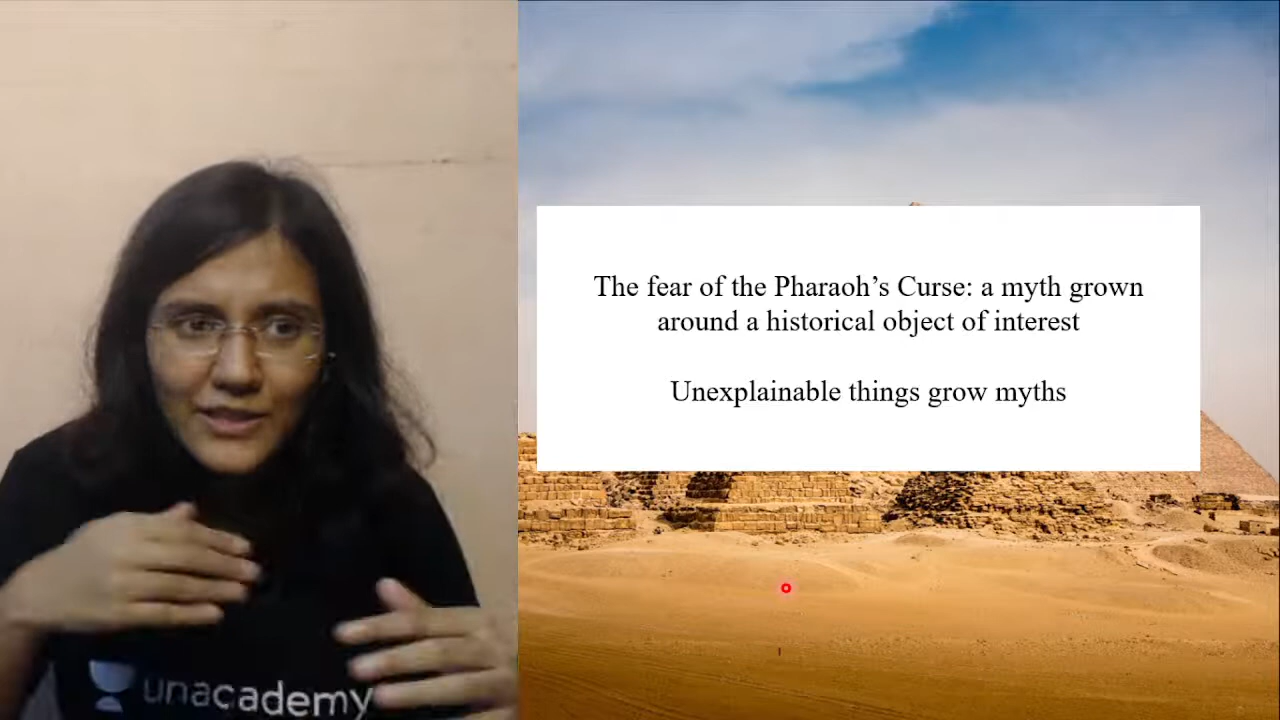 The fear of the Pharaoh’s Curse: a myth grown
around a historical object of interest
Unexplainable things grow myths
unacademy